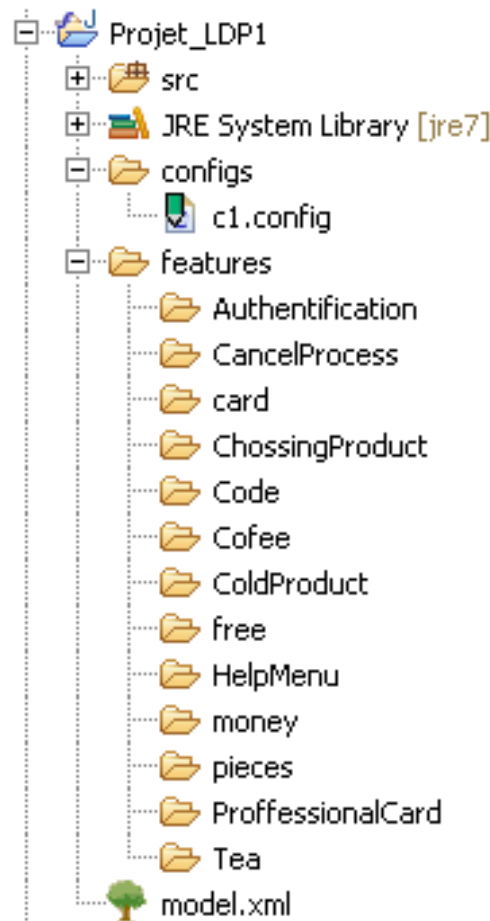 Projet_LDP1
src
JRE System Library [jre7]
configs
c1.config
features
Authentification
CancelProcess
card
ChossingProduct
Code
Cofee
ColdProduct
free
HelpMenu
money
pieces
ProffessionalCard
Tea
model.xml